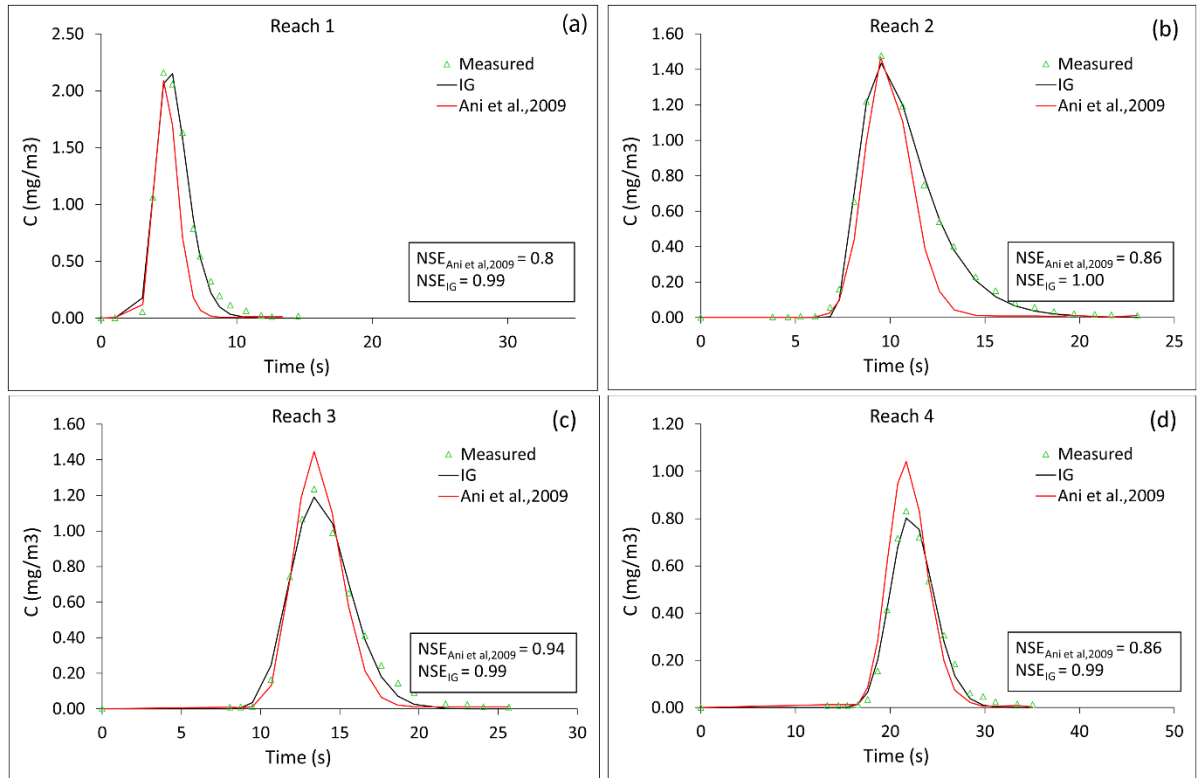 Reach 1
(a)
2.50
2.00
1.50
1.00
0.50
0.00
C (mg/m3)
Measured
IG
Ani et al.,2009
NSEAni et al,2009 = 0.8
NSEIG = 0.99
0
10
20
30
Time (s)
Reach 2
(b)
1.60
1.40
1.20
1.00
0.80
0.60
0.40
0.20
0.00
C (mg/m3)
Measured
IG
Ani et al.,2009
NSEAni et al,2009 = 0.86
NSEIG = 1.00
0
5
10
15
20
25
Time (s)
Reach 3
(c)
1.60
1.40
1.20
1.00
0.80
0.60
0.40
0.20
0.00
C (mg/m3)
Measured
IG
Ani et al.,2009
NSEAni et al,2009 = 0.94
NSEIG = 0.99
0
5
10
15
20
25
30
Time (s)
Reach 4
(d)
1.20
1.00
0.80
0.60
0.40
0.20
0.00
C (mg/m3)
Measured
IG
Ani et al.,2009
NSEAni et al,2009 = 0.86
NSEIG = 0.99
0
10
20
30
40
50
Time (s)